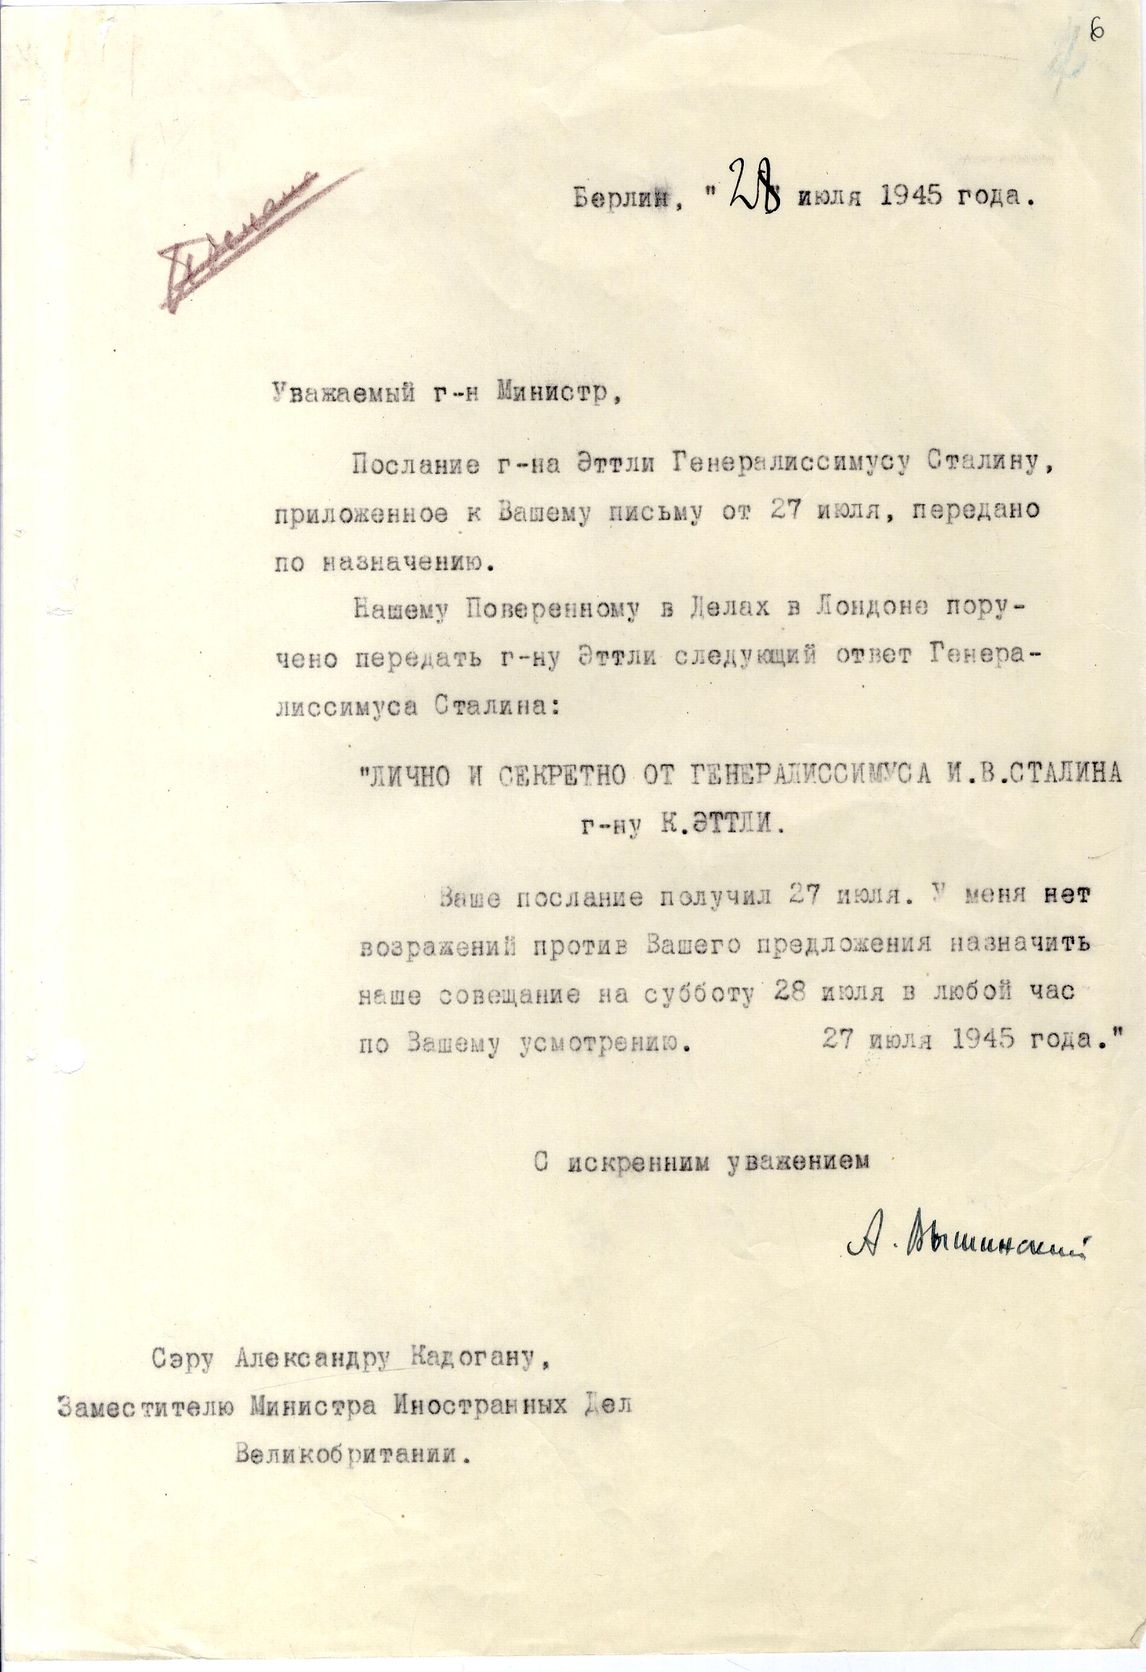 6
Берлин, "28" июля 1945 года.
Уважаемый г-н Министр,
Послание г-на Эттли Генералиссимусу Сталину,
приложенное к Вашему письму от 27 июля, передано
по назначению.
Нашему Поверенному в Делах в Лондоне пору-
чено передать г-ну Эттли следующий ответ Генера-
лиссимуса Сталина:
"ЛИЧНО И СЕКРЕТНО ОТ ГЕНЕРАЛИССИМУСА И.В.СТАЛИНА
г-ну К.ЭТТЛИ.
Ваше послание получил 27 июля. У меня нет
возражений против Вашего предложения назначить
наше совещание на субботу 28 июля в любой час
по Вашему усмотрению. 27 июля 1945 года."
С искренним уважением
А. Вышинский
Сэру Александру Кадогану,
Заместителю Министра Иностранных Дел
Великобритании.